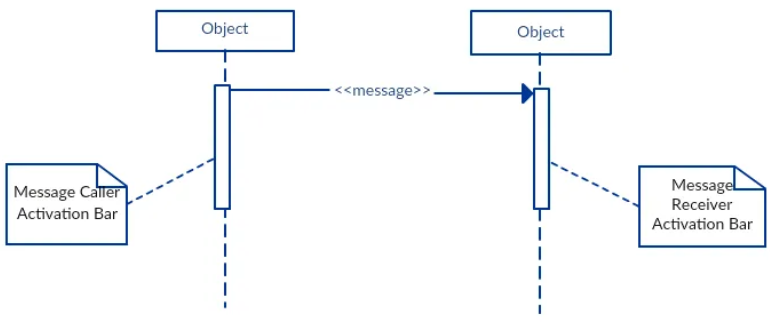 Object
Object
<<message>>
Message Caller
Activation Bar
Message
Receiver
Activation Bar